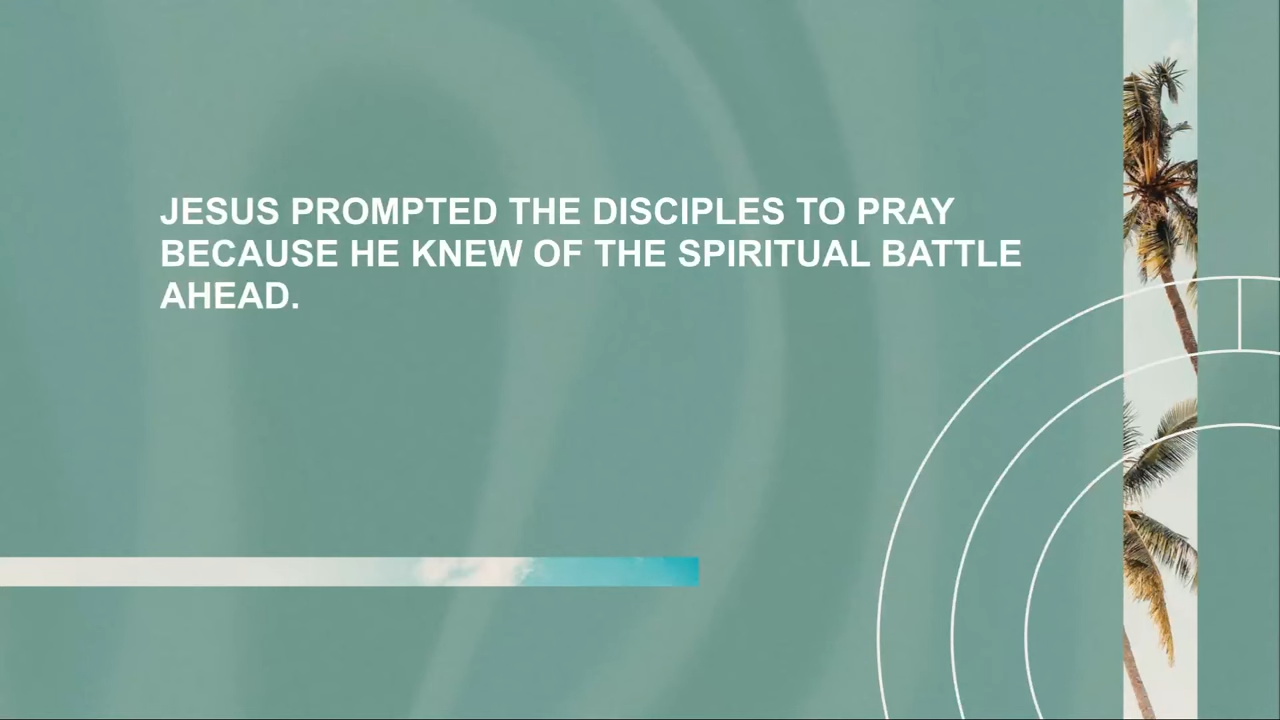 JESUS PROMPTED THE DISCIPLES TO PRAY
BECAUSE HE KNEW OF THE SPIRITUAL BATTLE
AHEAD.